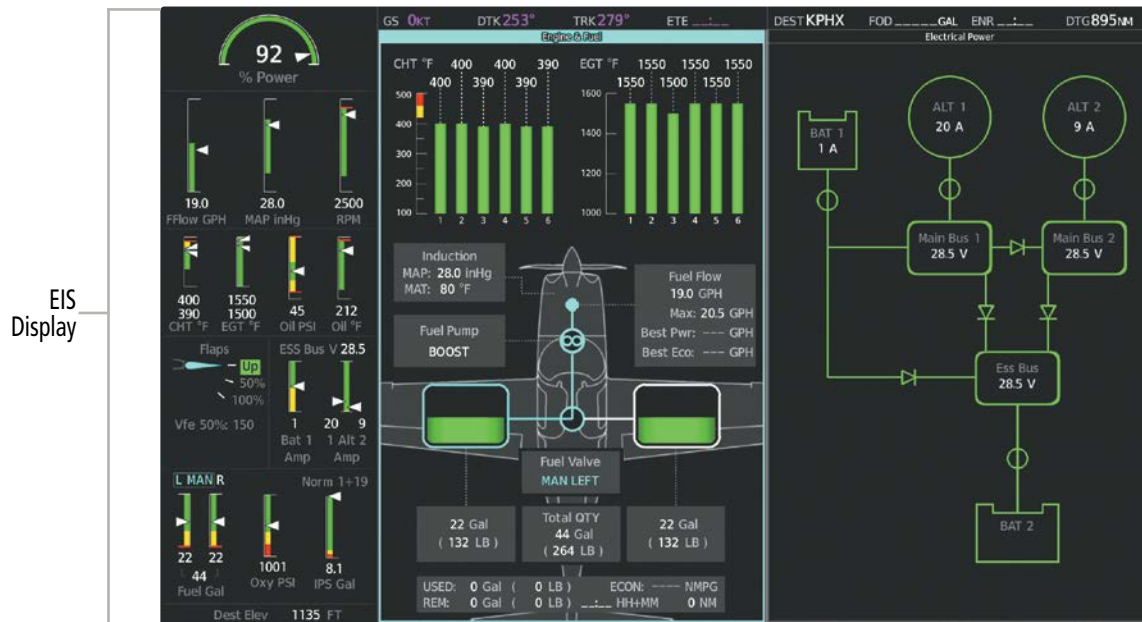 EIS
Display
92
% Power
19.0 28.0 2500
FFlow GPH MAP inHg RPM
400 1550 45 212
390 1500
CHT °F EGT °F Oil PSI Oil °F
Flaps
Up
50%
100%
Vfe 50%: 150
ESS Bus V 28.5
1 20 9
Bat 1 1 Alt 2
Amp Amp
L MAN R Norm 1+19
22 22 1001 8.1
44
Fuel Gal Oxy PSI IPS Gal
Dest Elev 1135 FT
GS 0KT DTK 253° TRK 279° ETE __:__
Engine & Fuel
CHT °F 400 400 390
400 390 390
500
400
300
200
100
1 2 3 4 5 6
EGT °F 1550 1550 1550
1550 1500 1550
1600
1400
1200
1000
1 2 3 4 5 6
Induction
MAP: 28.0 inHg
MAT: 80 °F
Fuel Pump
BOOST
Fuel Flow
19.0 GPH
Max: 20.5 GPH
Best Pwr: --- GPH
Best Eco: --- GPH
Fuel Valve
MAN LEFT
22 Gal
( 132 LB )
Total QTY
44 Gal
( 264 LB )
22 Gal
( 132 LB )
USED: 0 Gal ( 0 LB ) ECON: ---- NMPG
REM: 0 Gal ( 0 LB ) __:__ HH+MM 0 NM
DEST KPHX FOD _____GAL ENR __:__ DTG 895NM
Electrical Power
BAT 1
1 A
ALT 1
20 A
ALT 2
9 A
Main Bus 1
28.5 V
Main Bus 2
28.5 V
Ess Bus
28.5 V
BAT 2